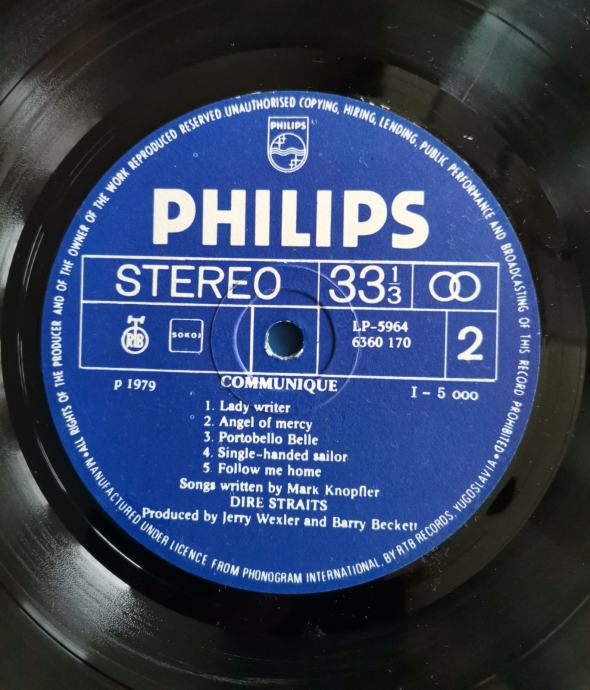 • ALL RIGHTS OF THE PRODUCER AND OF THE OWNER OF THE WORK REPRODUCED RESERVED UNAUTHORISED COPYING, HIRING, LENDING, PUBLIC PERFORMANCE AND BROADCASTING OF THIS RECORD PROHIBITED •
PHILIPS
PHILIPS
STEREO 33 1/3
RTB SOKOJ LP-5964
6360 170
2
P 1979 COMMUNIQUE I - 5 000
1. Lady writer
2. Angel of mercy
3. Portobello Belle
4. Single-handed sailor
5. Follow me home
Songs written by Mark Knopfler
DIRE STRAITS
Produced by Jerry Wexler and Barry Beckett
MANUFACTURED UNDER LICENCE FROM PHONOGRAM INTERNATIONAL, BY RTB RECORDS, YUGOSLAVIA